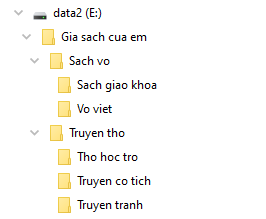 data2 (E:)
Gia sach cua em
Sach vo
Sach giao khoa
Vo viet
Truyen tho
Tho hoc tro
Truyen co tich
Truyen tranh